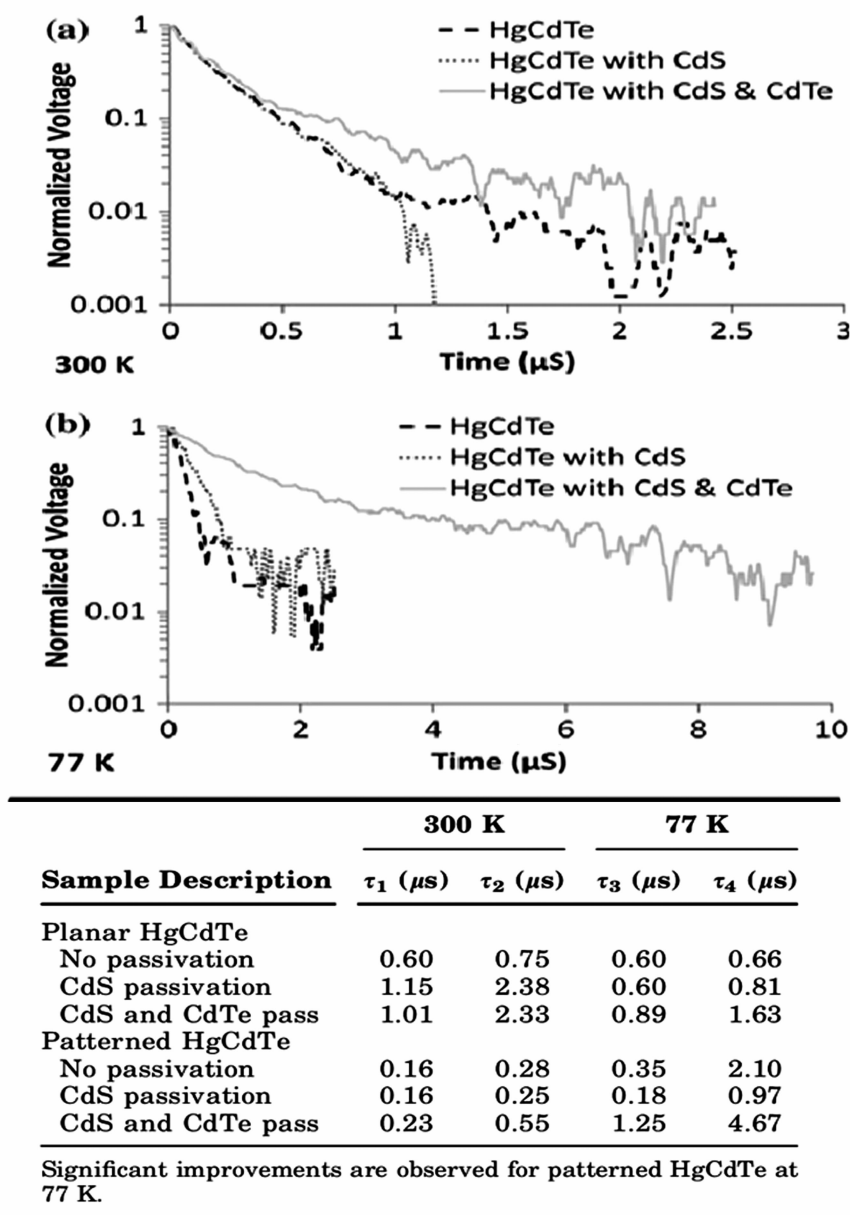 (a)
HgCdTe
HgCdTe with CdS
HgCdTe with CdS & CdTe
Normalized Voltage
1
0.1
0.01
0.001
0 0.5 1 1.5 2 2.5 3
Time (µS)
300 K
(b)
HgCdTe
HgCdTe with CdS
HgCdTe with CdS & CdTe
Normalized Voltage
1
0.1
0.01
0.001
0 2 4 6 8 10
Time (µS)
77 K
300 K 77 K
Sample Description τ1 (µs) τ2 (µs) τ3 (µs) τ4 (µs)
Planar HgCdTe
No passivation 0.60 0.75 0.60 0.66
CdS passivation 1.15 2.38 0.60 0.81
CdS and CdTe pass 1.01 2.33 0.89 1.63
Patterned HgCdTe
No passivation 0.16 0.28 0.35 2.10
CdS passivation 0.16 0.25 0.18 0.97
CdS and CdTe pass 0.23 0.55 1.25 4.67
Significant improvements are observed for patterned HgCdTe at
77 K.